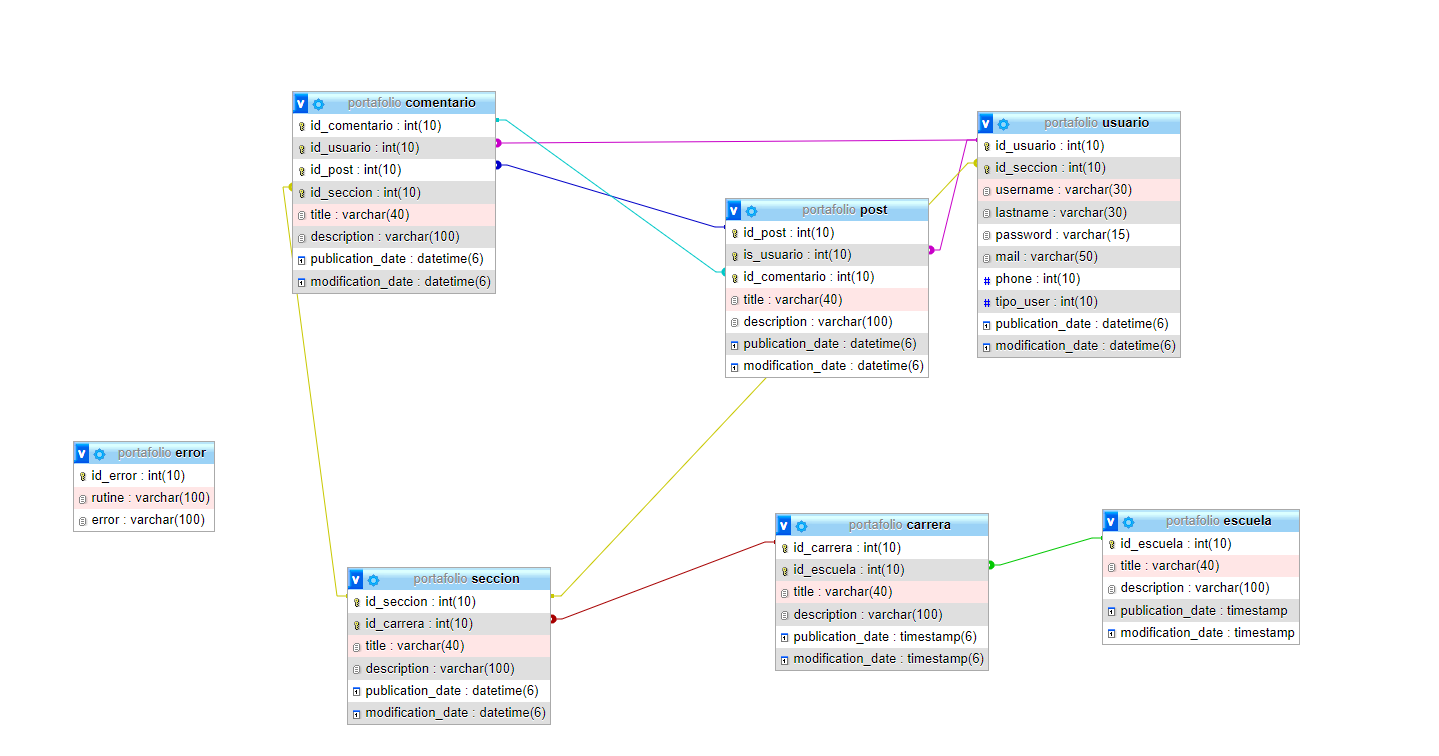 portafolio comentario
id_comentario : int(10)
id_usuario : int(10)
id_post : int(10)
id_seccion : int(10)
title : varchar(40)
description : varchar(100)
publication_date : datetime(6)
modification_date : datetime(6)
portafolio usuario
id_usuario : int(10)
id_seccion : int(10)
username : varchar(30)
lastname : varchar(30)
password : varchar(15)
mail : varchar(50)
phone : int(10)
tipo_user : int(10)
publication_date : datetime(6)
modification_date : datetime(6)
portafolio post
id_post : int(10)
is_usuario : int(10)
id_comentario : int(10)
title : varchar(40)
description : varchar(100)
publication_date : datetime(6)
modification_date : datetime(6)
portafolio error
id_error : int(10)
rutine : varchar(100)
error : varchar(100)
portafolio seccion
id_seccion : int(10)
id_carrera : int(10)
title : varchar(40)
description : varchar(100)
publication_date : datetime(6)
modification_date : datetime(6)
portafolio carrera
id_carrera : int(10)
id_escuela : int(10)
title : varchar(40)
description : varchar(100)
publication_date : timestamp(6)
modification_date : timestamp(6)
portafolio escuela
id_escuela : int(10)
title : varchar(40)
description : varchar(100)
publication_date : timestamp
modification_date : timestamp